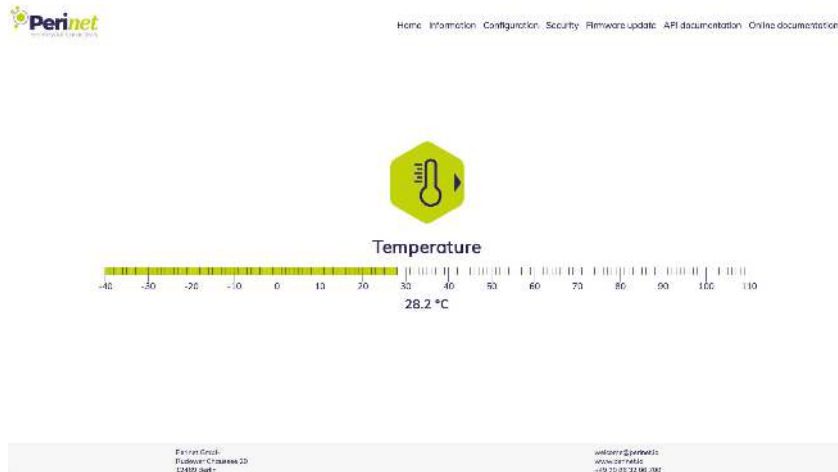 Perinet
Home Information Configuration Security Firmware update API documentation Online documentation
Temperature
-40 -30 -20 -10 0 10 20 30 40 50 60 70 80 90 100 110
28.2 °C
Perinet GmbH
Rudower Chaussee 29
12489 Berlin
welcome@perinet.io
www.perinet.io